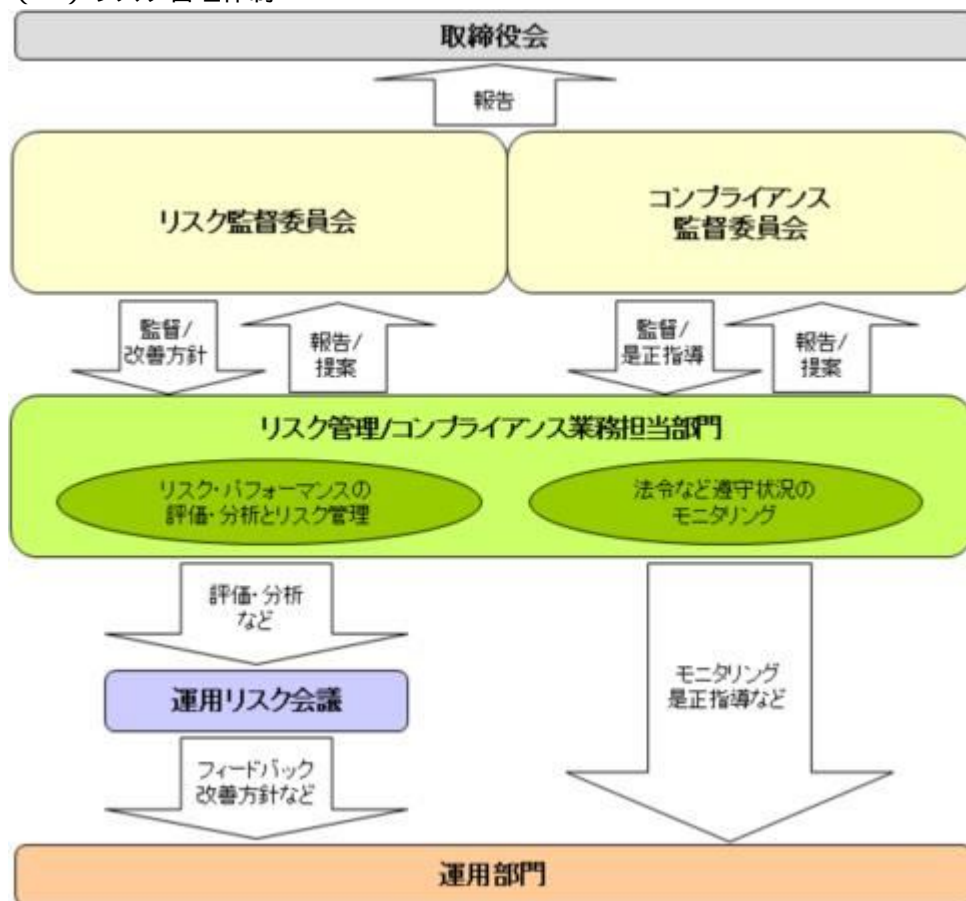 取締役会
報告
リスク監督委員会
コンプライアンス
監督委員会
監督/
改善方針
報告/
提案
監督/
是正指導
報告/
提案
リスク管理/コンプライアンス業務担当部門
リスク・パフォーマンスの
評価・分析とリスク管理
法令など遵守状況の
モニタリング
評価・分析
など
運用リスク会議
モニタリング
是正指導など
フィードバック
改善方針など
運用部門